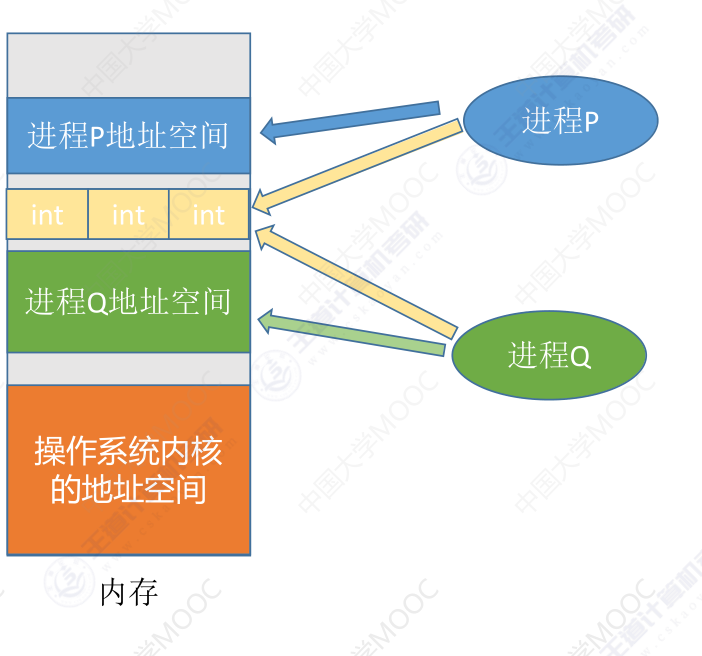 进程P地址空间
进程P
int int int
进程Q地址空间
进程Q
操作系统内核
的地址空间
内存
中国大学MOOC
王道计算机考研